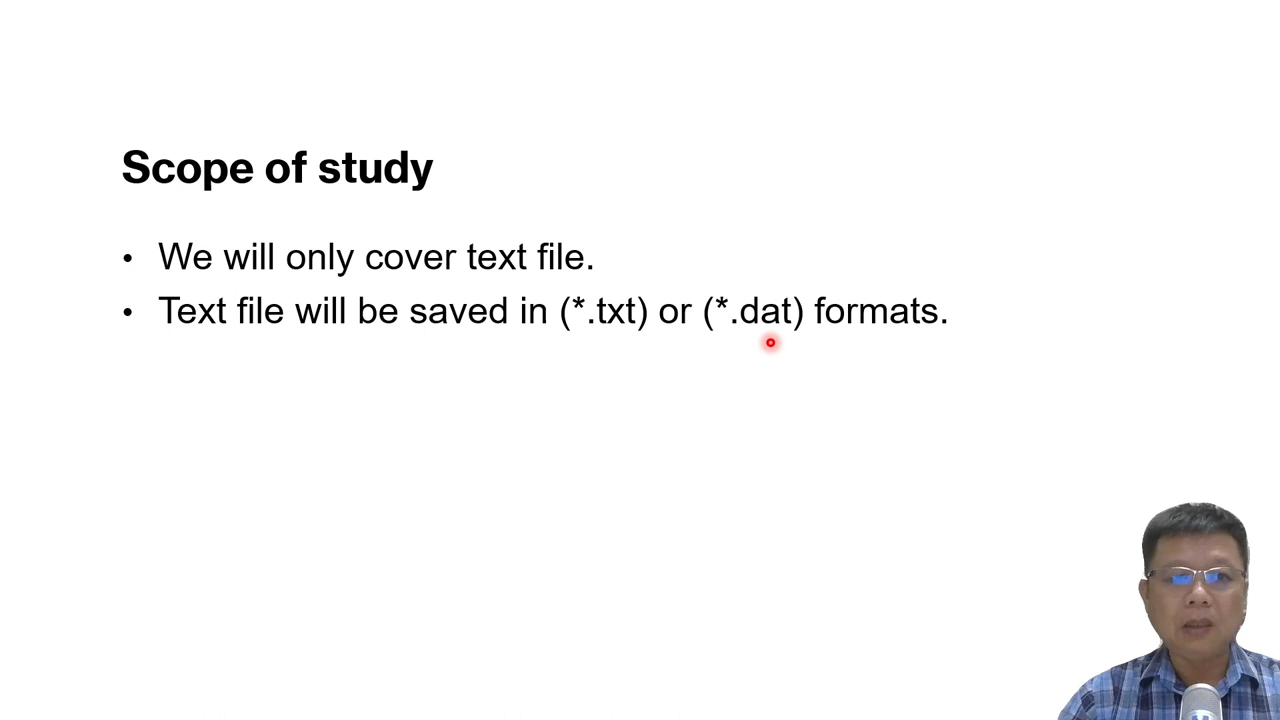 Scope of study
• We will only cover text file.
• Text file will be saved in (*.txt) or (*.dat) formats.